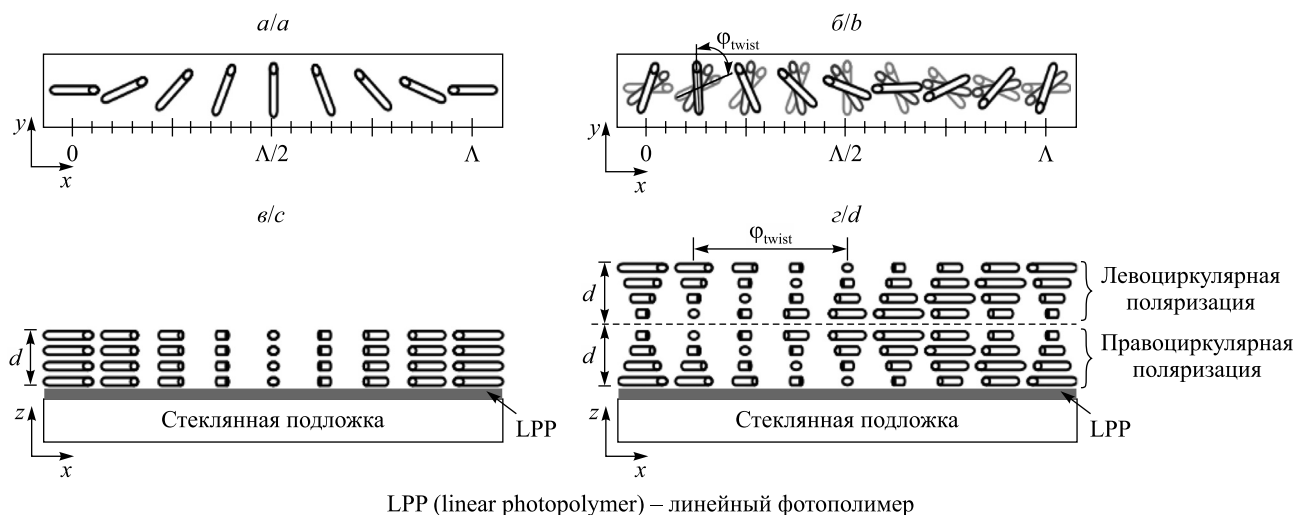 а/a
б/b
φtwist
y
0
Λ/2
Λ
x
y
0
Λ/2
Λ
x
в/c
г/d
φtwist
d
Левоциркулярная
поляризация
d
d
Правоциркулярная
поляризация
z
Стеклянная подложка
LPP
x
z
Стеклянная подложка
LPP
x
LPP (linear photopolymer) – линейный фотополимер